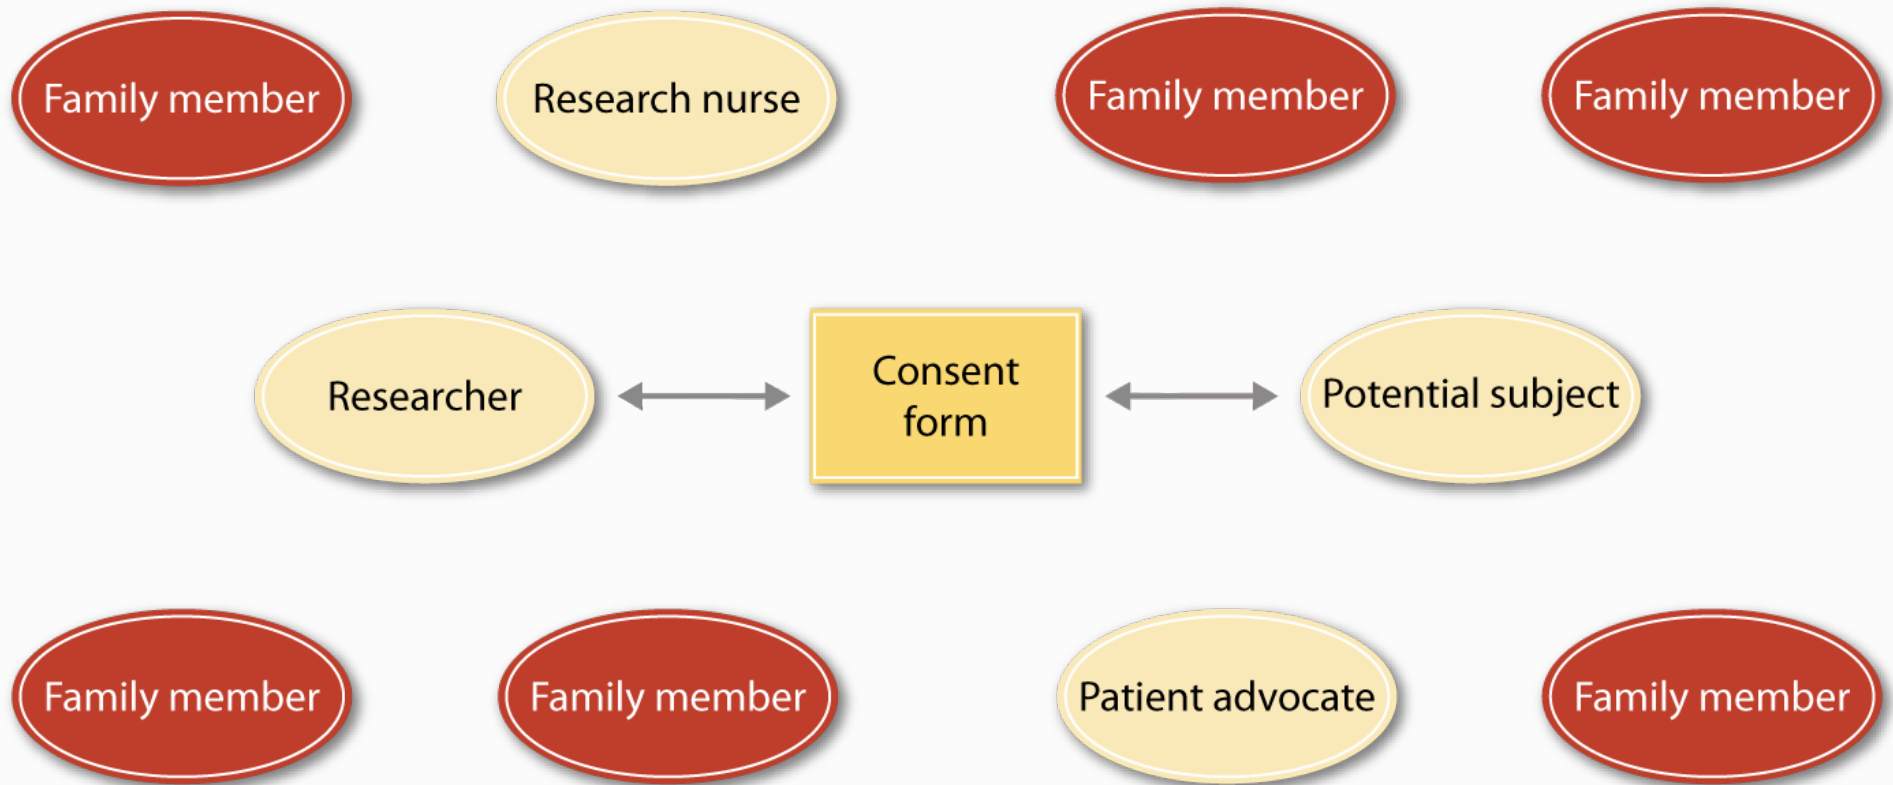 Family member
Research nurse
Family member
Family member
Researcher
Consent
form
Potential subject
Family member
Family member
Patient advocate
Family member